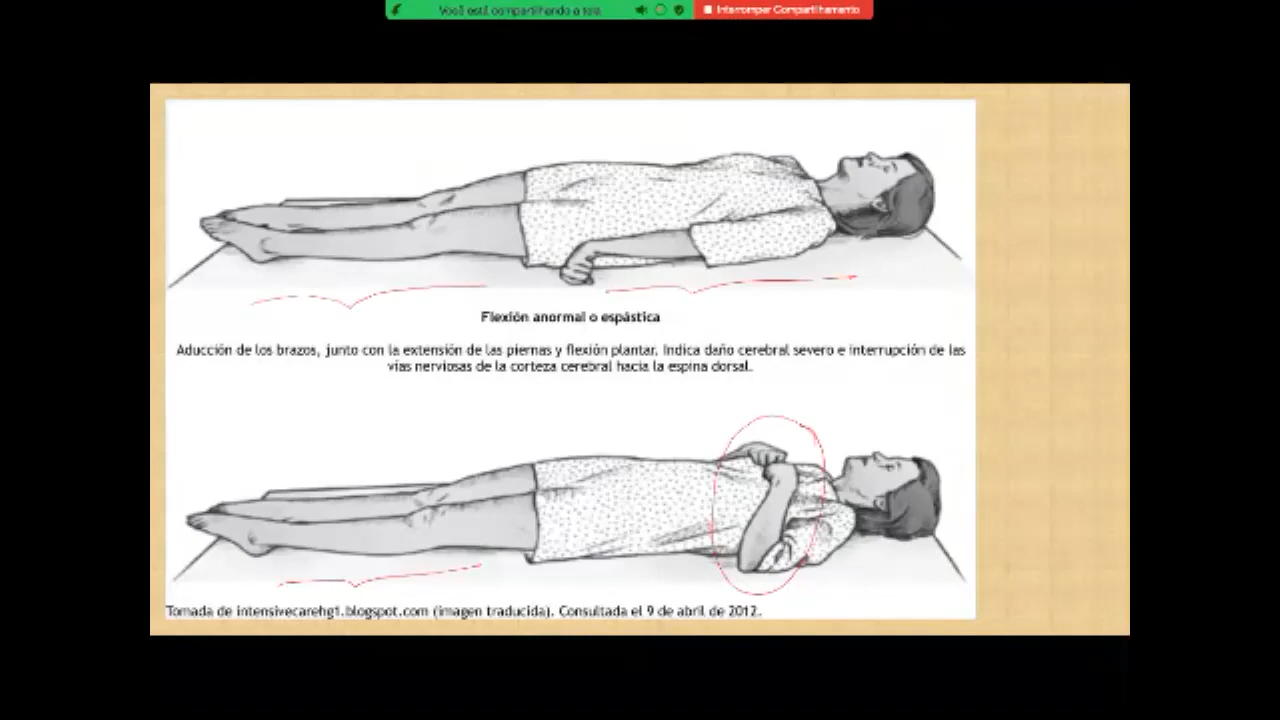 Você está compartilhando a tela
Interromper Compartilhamento
Flexión anormal o espástica
Aducción de los brazos, junto con la extensión de las piernas y flexión plantar. Indica daño cerebral severo e interrupción de las
vías nerviosas de la corteza cerebral hacia la espina dorsal.
Tomada de intensivecarehg1.blogspot.com (imagen traducida). Consultada el 9 de abril de 2012.